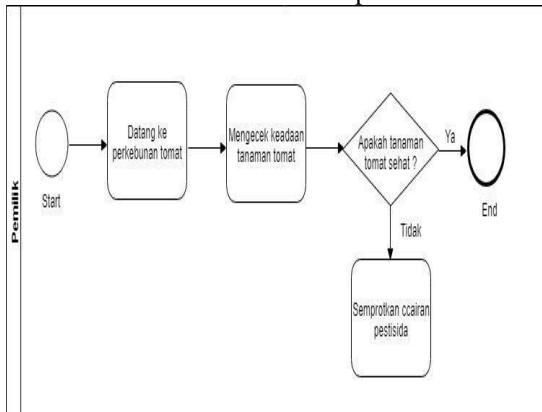 Pemilik
Start
Datang ke
perkebunan tomat
Mengecek keadaan
tanaman tomat
Apakah tanaman
tomat sehat ?
Ya
End
Tidak
Semprotkan ccairan
pestisida